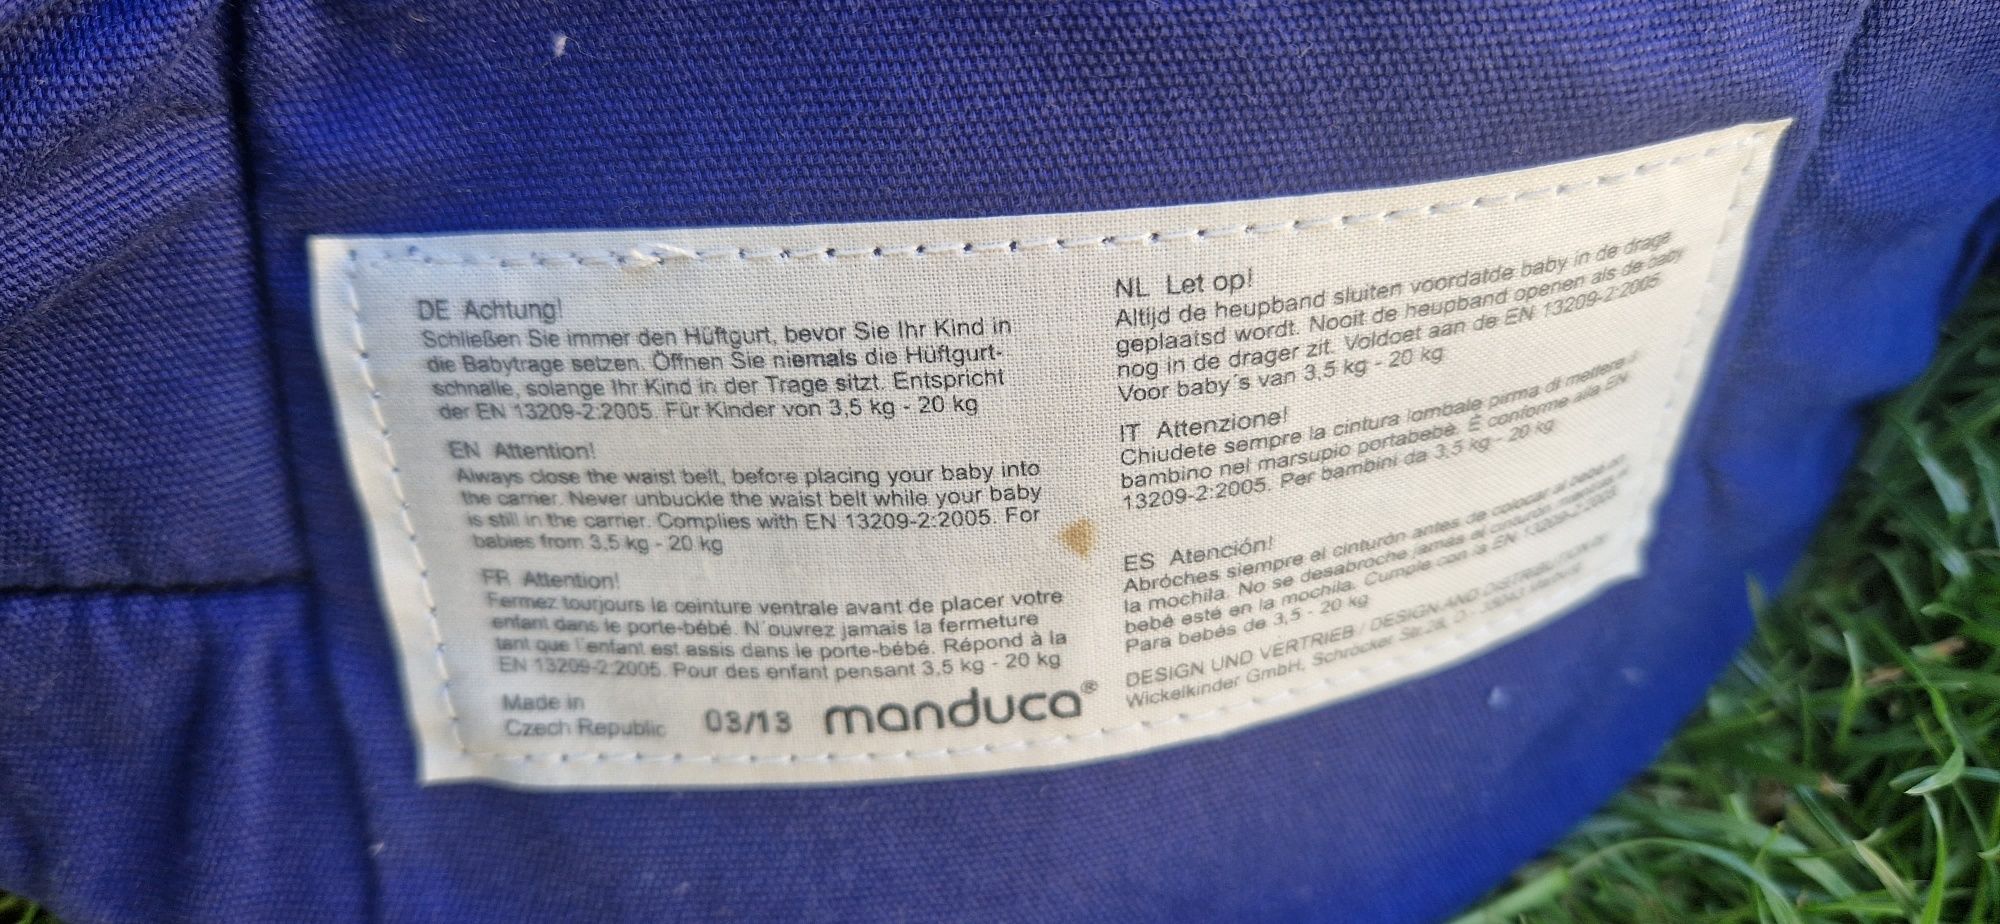 DE Achtung!
Schließen Sie immer den Hüftgurt, bevor Sie Ihr Kind in
die Babytrage setzen. Öffnen Sie niemals die Hüftgurt-
schnalle, solange Ihr Kind in der Trage sitzt. Entspricht
der EN 13209-2:2005. Für Kinder von 3,5 kg - 20 kg
EN Attention!
Always close the waist belt, before placing your baby into
the carrier. Never unbuckle the waist belt while your baby
is still in the carrier. Complies with EN 13209-2:2005. For
babies from 3,5 kg - 20 kg
FR Attention!
Fermez tourjours la ceinture ventrale avant de placer votre
enfant dans le porte-bébé. N'ouvrez jamais la fermeture
tant que l'enfant est assis dans le porte-bébé. Répond à la
EN 13209-2:2005. Pour des enfant pensant 3,5 kg - 20 kg
Made in
Czech Republic 03/13 manduca®
NL Let op!
Altijd de heupband sluiten voordatde baby in de drage
geplaatsd wordt. Nooit de heupband openen als de baby
nog in de drager zit. Voldoet aan de EN 13209-2:2005
Voor baby´s van 3,5 kg - 20 kg
IT Attenzione!
Chiudete sempre la cintura lombale pirma di mettere il
bambino nel marsupio portabebè. È conforme alla EN
13209-2:2005. Per bambini da 3,5 kg - 20 kg
ES Atención!
Abróches siempre el cinturón antes de colocar al bebé en
la mochila. No se desabroche jamás el cinturón mientras
bebé esté en la mochila. Cumple con la EN 13209-2:2005.
Para bebés de 3,5 - 20 kg
DESIGN UND VERTRIEB / DESIGN AND DISTRIBUTION
Wickelkinder GmbH, Schröcker Str.